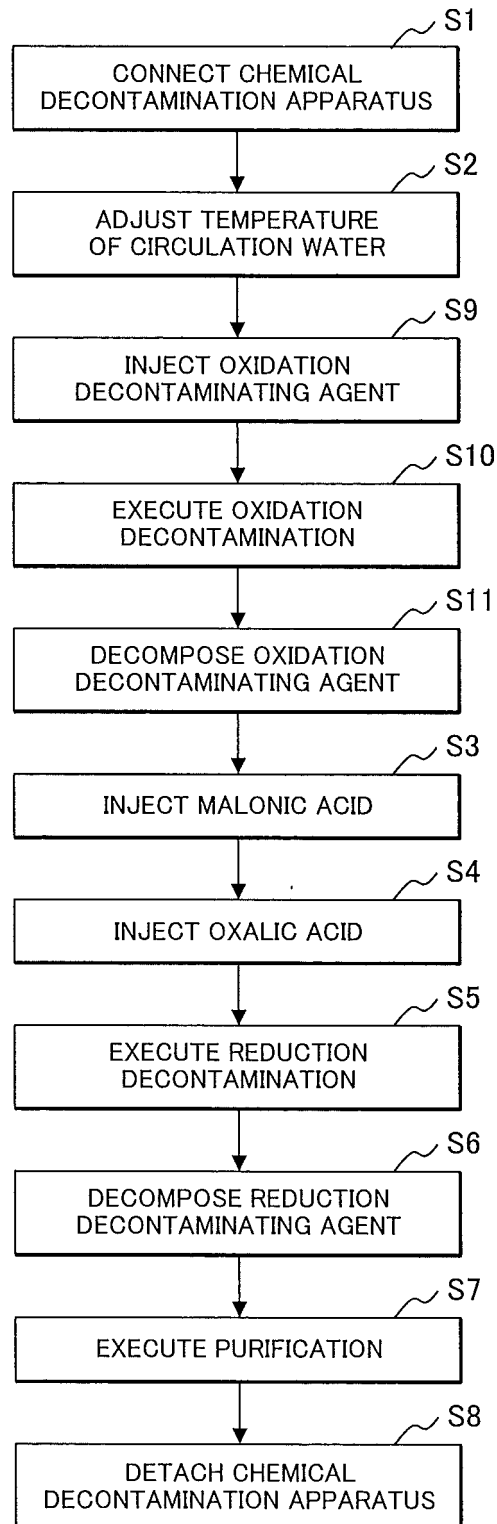 S1
CONNECT CHEMICAL
DECONTAMINATION APPARATUS
S2
ADJUST TEMPERATURE
OF CIRCULATION WATER
S9
INJECT OXIDATION
DECONTAMINATING AGENT
S10
EXECUTE OXIDATION
DECONTAMINATION
S11
DECOMPOSE OXIDATION
DECONTAMINATING AGENT
S3
INJECT MALONIC ACID
S4
INJECT OXALIC ACID
S5
EXECUTE REDUCTION
DECONTAMINATION
S6
DECOMPOSE REDUCTION
DECONTAMINATING AGENT
S7
EXECUTE PURIFICATION
S8
DETACH CHEMICAL
DECONTAMINATION APPARATUS